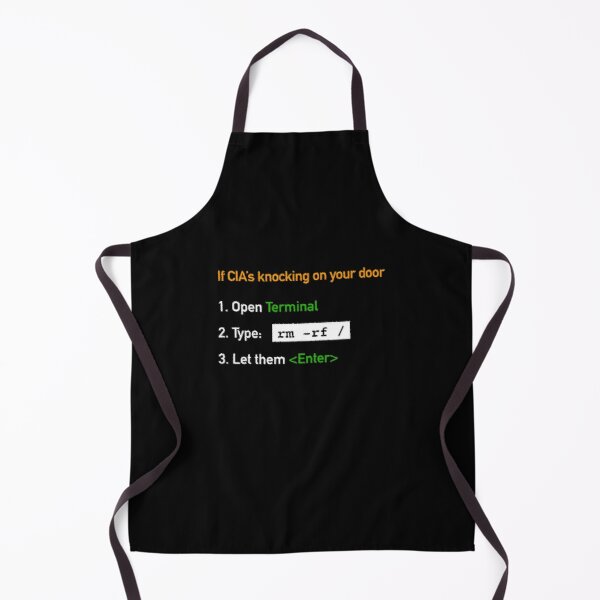 If CIA's knocking on your door
1. Open Terminal
2. Type: rm -rf /
3. Let them <Enter>